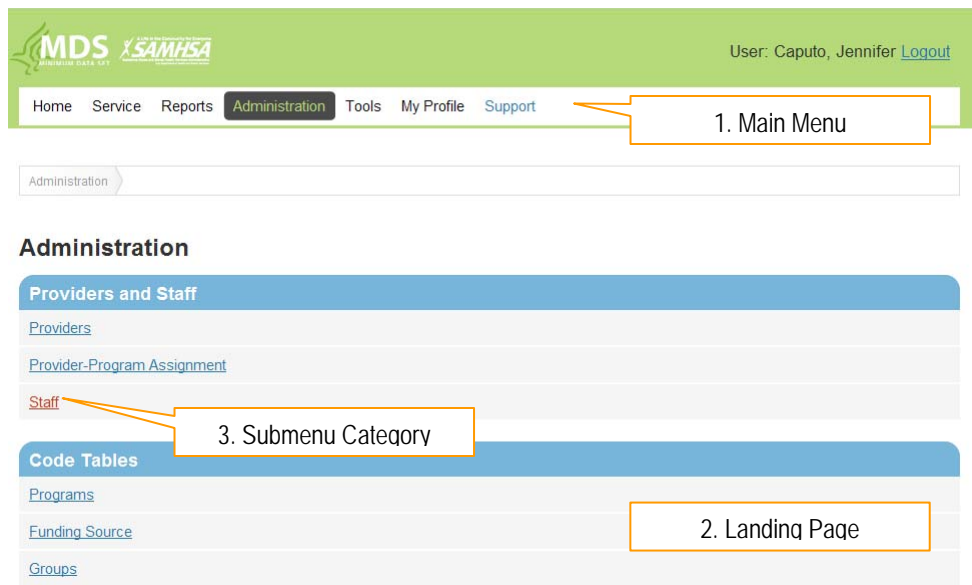 MDS SAMHSA
MINIMUM DATA SET
User: Caputo, Jennifer Logout
Home Service Reports Administration Tools My Profile Support
1. Main Menu
Administration
Administration
Providers and Staff
Providers
Provider-Program Assignment
Staff
3. Submenu Category
Code Tables
Programs
Funding Source
2. Landing Page
Groups